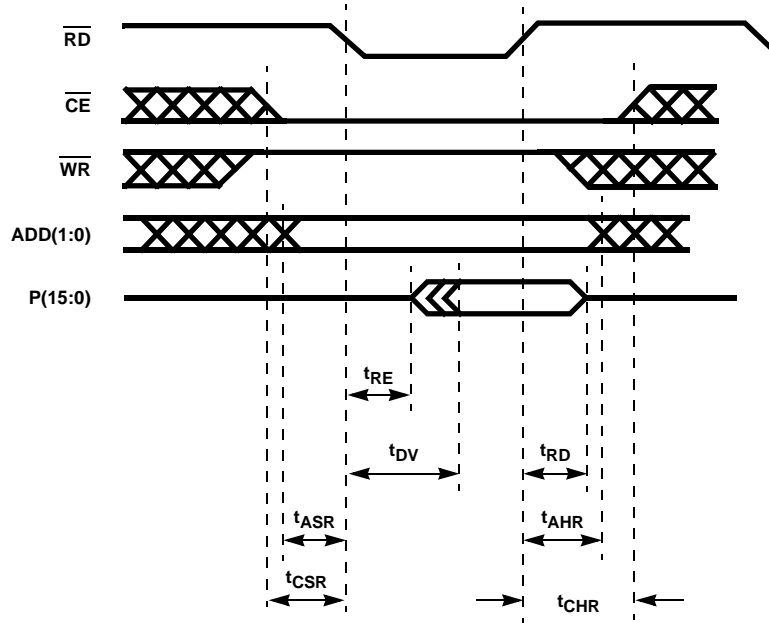 RD
CE
WR
ADD(1:0)
P(15:0)
tRE
tDV
tRD
tASR
tAHR
tCSR
tCHR